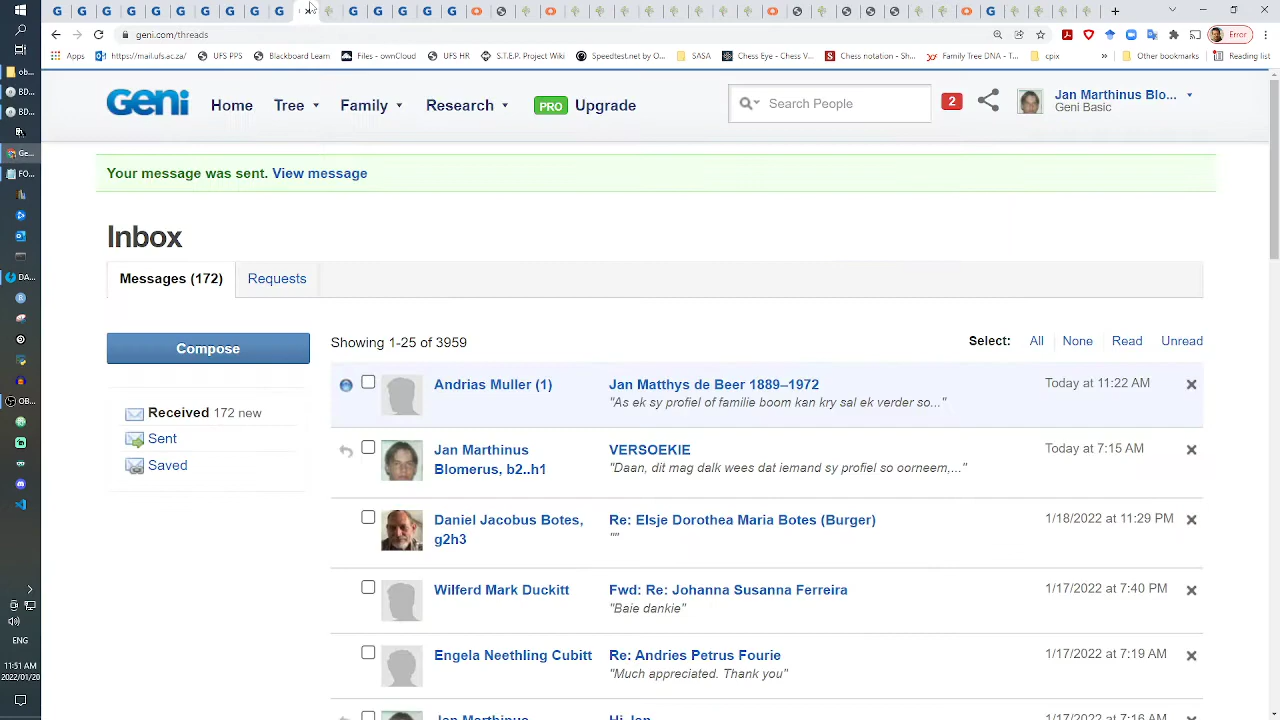 geni.com/threads
Error
Apps
https://mail.ufs.ac.za/
UFS PPS
Blackboard Learn
Files - ownCloud
UFS HR
S.T.E.P. Project Wiki
Speedtest.net by O...
SASA
Chess Eye - Chess V...
Chess notation - Sh...
Family Tree DNA - T...
cpix
»
Other bookmarks
Reading list
Geni
Home
Tree
Family
Research
PRO Upgrade
Search People
2
Jan Marthinus Blo...
Geni Basic
Your message was sent. View message
Inbox
Messages (172)
Requests
Compose
Showing 1-25 of 3959
Select: All None Read Unread
Received 172 new
Sent
Saved
Andrias Muller (1)
Jan Matthys de Beer 1889–1972
"As ek sy profiel of familie boom kan kry sal ek verder so..."
Today at 11:22 AM
Jan Marthinus
Blomerus, b2..h1
VERSOEKIE
"Daan, dit mag dalk wees dat iemand sy profiel so oorneem,..."
Today at 7:15 AM
Daniel Jacobus Botes,
g2h3
Re: Elsje Dorothea Maria Botes (Burger)
""
1/18/2022 at 11:29 PM
Wilferd Mark Duckitt
Fwd: Re: Johanna Susanna Ferreira
"Baie dankie"
1/17/2022 at 7:40 PM
Engela Neethling Cubitt
Re: Andries Petrus Fourie
"Much appreciated. Thank you"
1/17/2022 at 7:19 AM
Jan Marthinus
Hi Jan
1/17/2022 at 7:16 AM
ENG
11:51 AM